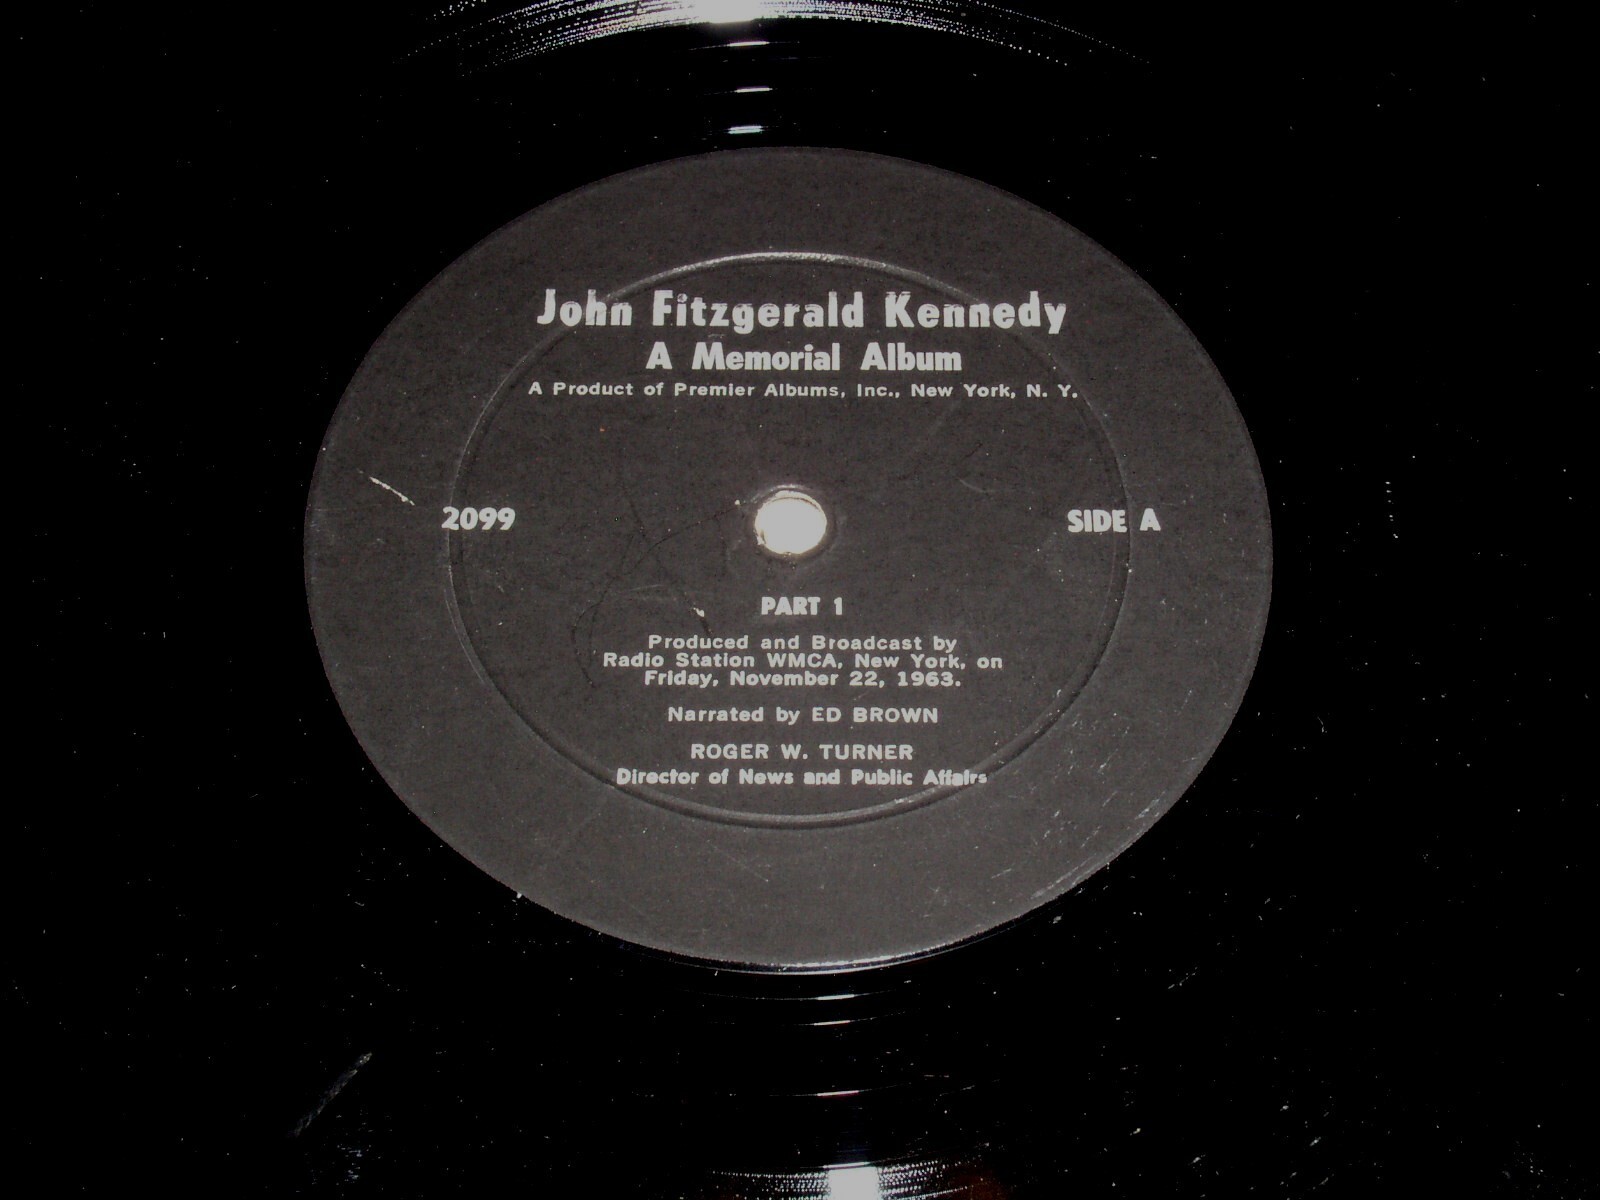 John Fitzgerald Kennedy
A Memorial Album
A Product of Premier Albums, Inc., New York, N. Y.
2099
SIDE A
PART 1
Produced and Broadcast by
Radio Station WMCA, New York, on
Friday, November 22, 1963.
Narrated by ED BROWN
ROGER W. TURNER
Director of News and Public Affairs